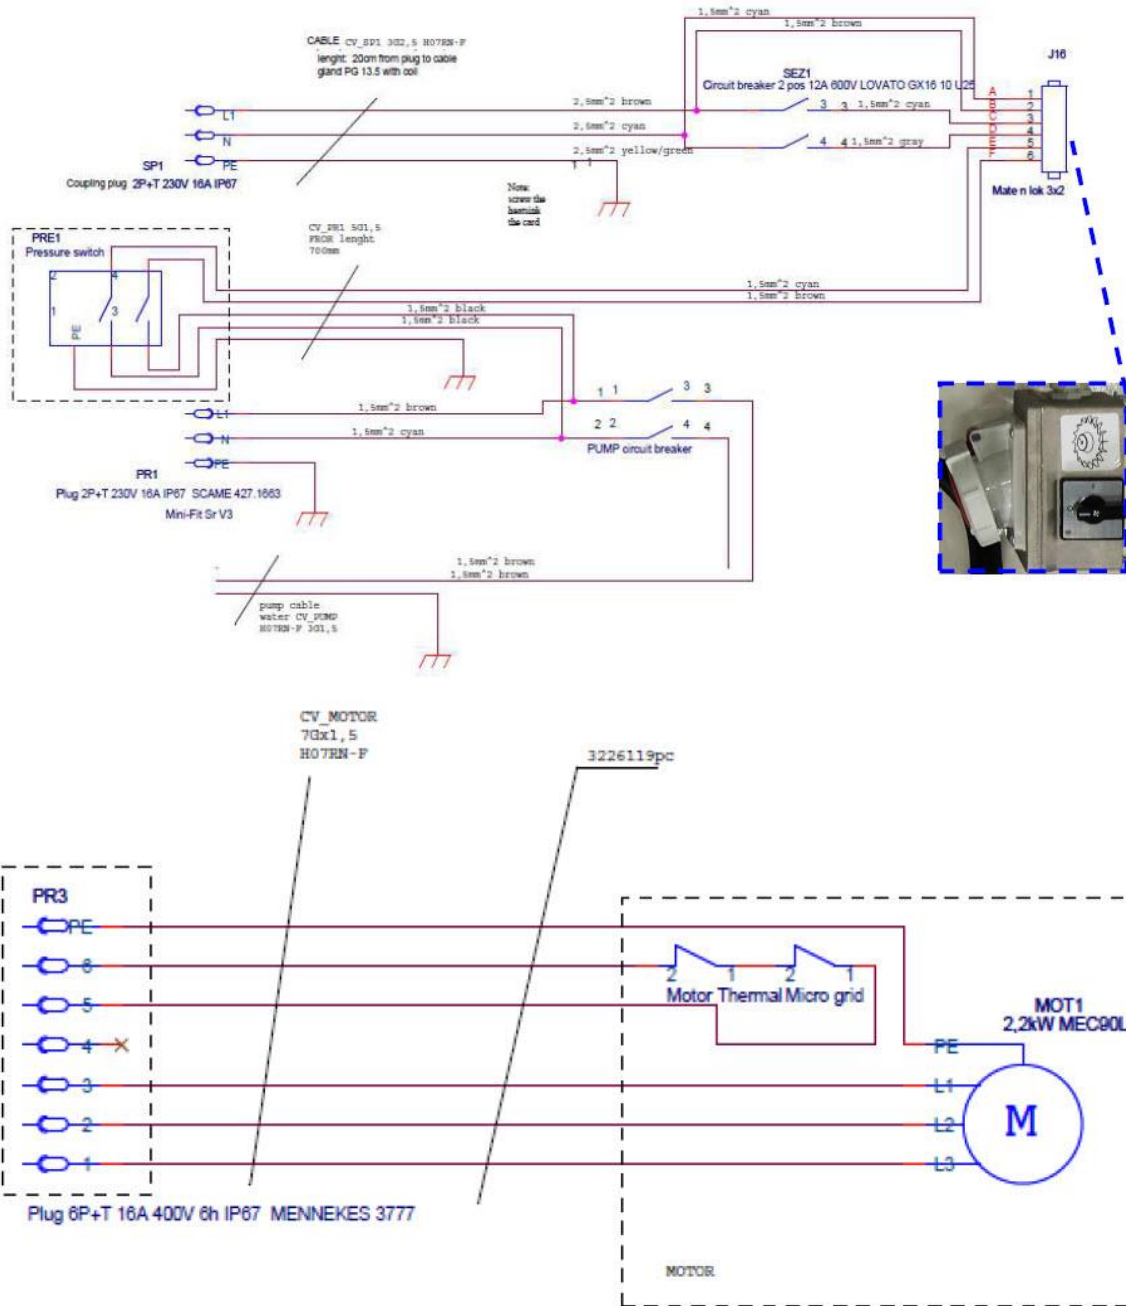 1,5mm^2 cyan
1,5mm^2 brown
CABLE CV_SP1 3G2,5 H07RN-F
lenght: 20cm from plug to cable
gland PG 13.5 with coil
J16
SEZ1
Circuit breaker 2 pos 12A 600V LOVATO GX16 10 U25
2,5mm^2 brown
3 3 1,5mm^2 cyan
A 1
B 2
C 3
D 4
E 5
F 6
L1
2,5mm^2 cyan
N
4 4 1,5mm^2 gray
2,5mm^2 yellow/green
1 1
SP1
PE
Coupling plug 2P+T 230V 16A IP67
Mate n lok 3x2
Note:
screw the
the card
PRE1
Pressure switch
CV_PR1 5G1,5
FROR lenght
700mm
2 4
1 3
PE
1,5mm^2 cyan
1,5mm^2 brown
1,5mm^2 black
1,5mm^2 black
1 1 3 3
L1
1,5mm^2 brown
N
1,5mm^2 cyan
2 2 4 4
PUMP circuit breaker
PE
PR1
Plug 2P+T 230V 16A IP67 SCAME 427.1663
Mini-Fit Sr V3
1,5mm^2 brown
1,5mm^2 brown
pump cable
water CV_PUMP
H07RN-F 3G1,5
CV_MOTOR
7Gx1,5
H07RN-F
3226119pc
PR3
PE
6
5
4
3
2
1
2 1 2 1
Motor Thermal Micro grid
MOT1
2,2kW MEC90L
PE
L1
L2
L3
M
Plug 6P+T 16A 400V 6h IP67 MENNEKES 3777
MOTOR